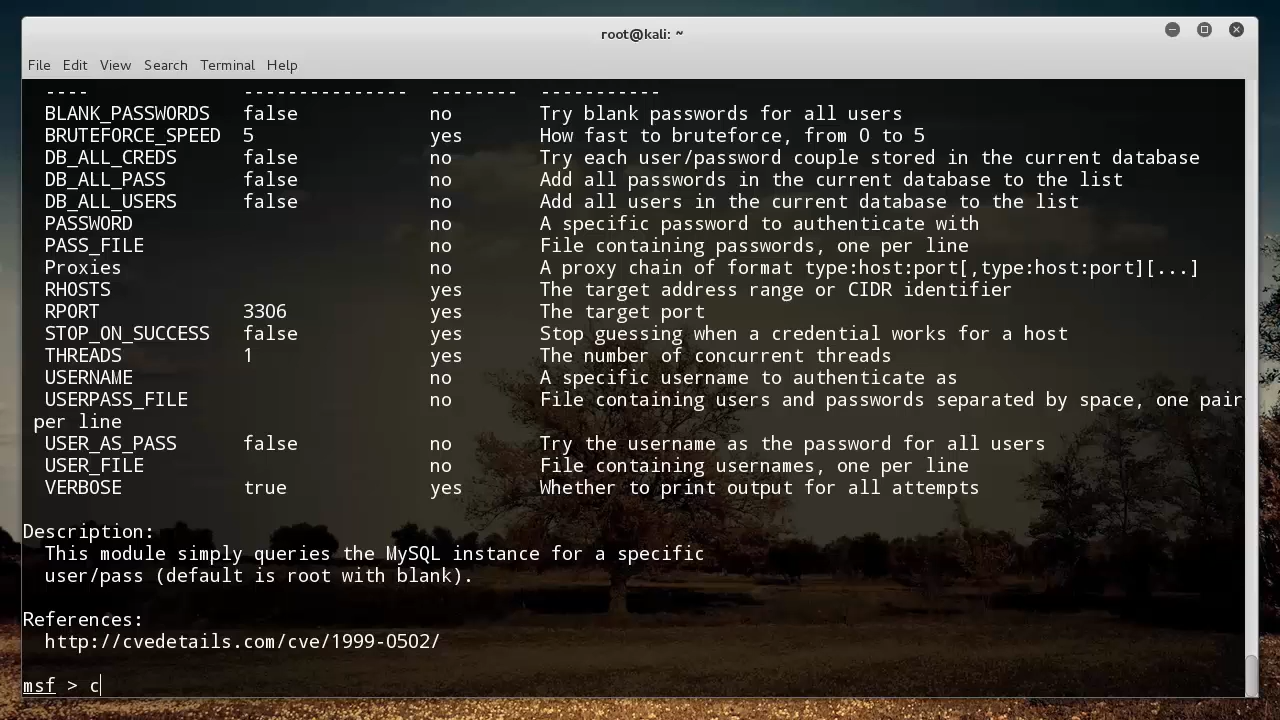 root@kali: ~
File Edit View Search Terminal Help
---- --------------- -------- -----------
BLANK_PASSWORDS false no Try blank passwords for all users
BRUTEFORCE_SPEED 5 yes How fast to bruteforce, from 0 to 5
DB_ALL_CREDS false no Try each user/password couple stored in the current database
DB_ALL_PASS false no Add all passwords in the current database to the list
DB_ALL_USERS false no Add all users in the current database to the list
PASSWORD no A specific password to authenticate with
PASS_FILE no File containing passwords, one per line
Proxies no A proxy chain of format type:host:port[,type:host:port][...]
RHOSTS yes The target address range or CIDR identifier
RPORT 3306 yes The target port
STOP_ON_SUCCESS false yes Stop guessing when a credential works for a host
THREADS 1 yes The number of concurrent threads
USERNAME no A specific username to authenticate as
USERPASS_FILE no File containing users and passwords separated by space, one pair
per line
USER_AS_PASS false no Try the username as the password for all users
USER_FILE no File containing usernames, one per line
VERBOSE true yes Whether to print output for all attempts
Description:
This module simply queries the MySQL instance for a specific
user/pass (default is root with blank).
References:
http://cvedetails.com/cve/1999-0502/
msf > c